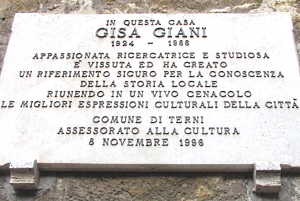 IN QUESTA CASA
GISA GIANI
1924 - 1986
APPASSIONATA RICERCATRICE E STUDIOSA
È VISSUTA ED HA CREATO
UN RIFERIMENTO SICURO PER LA CONOSCENZA
DELLA STORIA LOCALE
RIUNENDO IN UN VIVO CENACOLO
LE MIGLIORI ESPRESSIONI CULTURALI DELLA CITTÀ
COMUNE DI TERNI
ASSESSORATO ALLA CULTURA
8 NOVEMBRE 1996